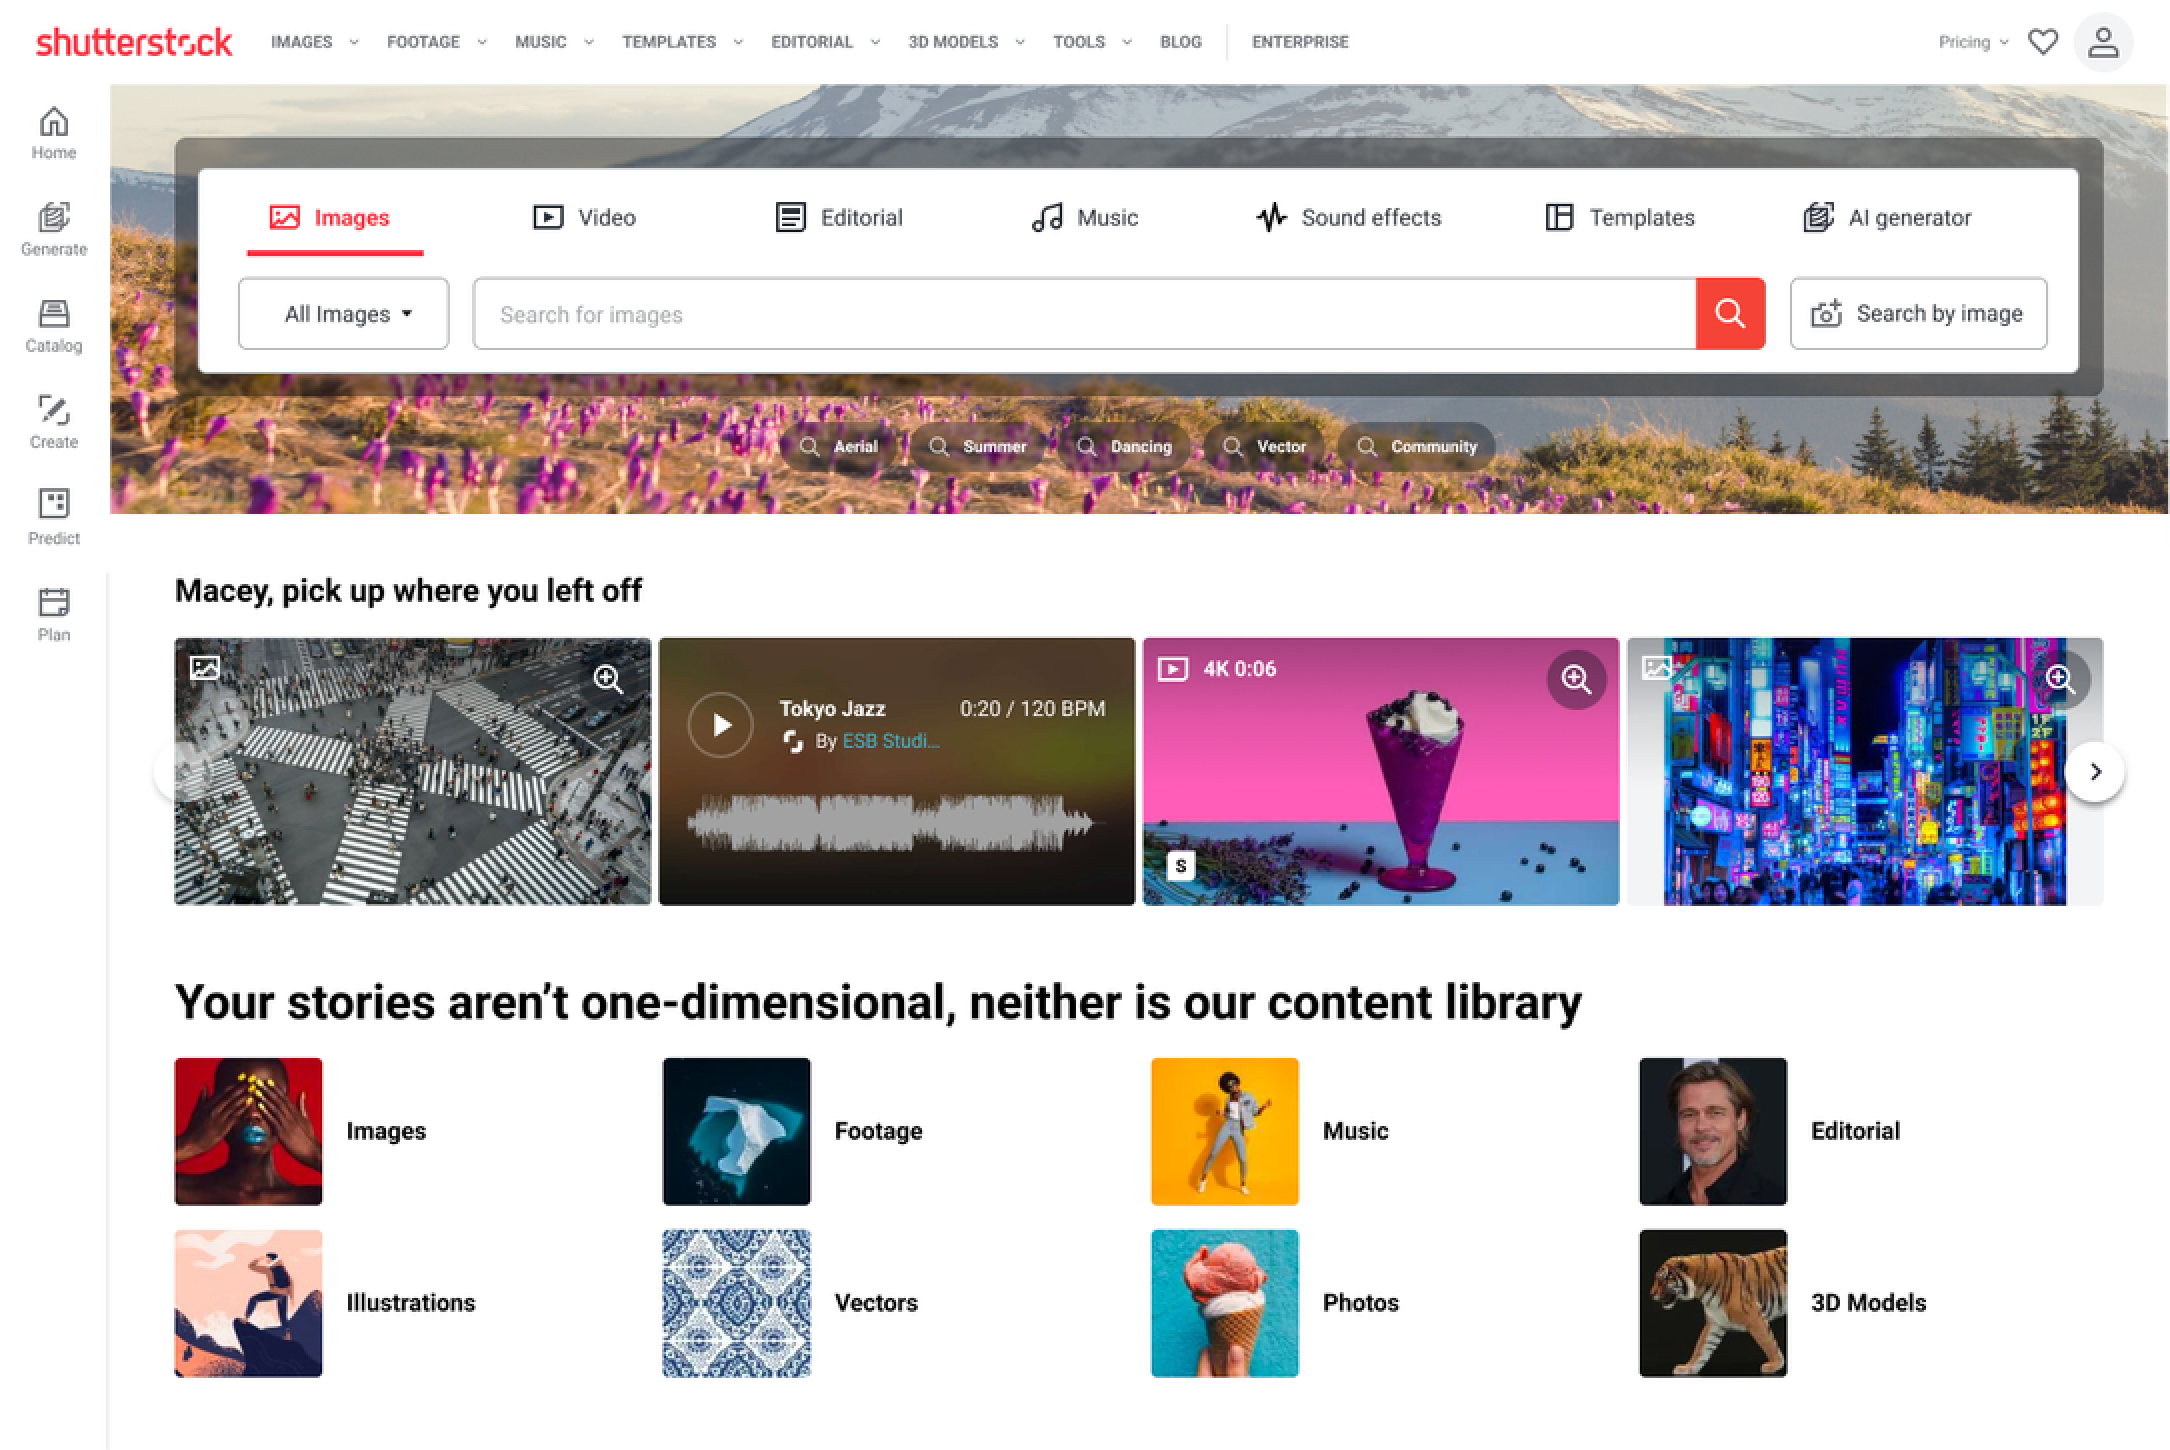 shutterstock
IMAGES FOOTAGE MUSIC TEMPLATES EDITORIAL 3D MODELS TOOLS BLOG ENTERPRISE Pricing
Home
Generate
Catalog
Create
Predict
Plan
Images Video Editorial Music Sound effects Templates AI generator
All Images Search for images Search by image
Aerial Summer Dancing Vector Community
Macey, pick up where you left off
Tokyo Jazz 0:20 / 120 BPM
By ESB Studi...
4K 0:06
S
Your stories aren’t one-dimensional, neither is our content library
Images Footage Music Editorial
Illustrations Vectors Photos 3D Models